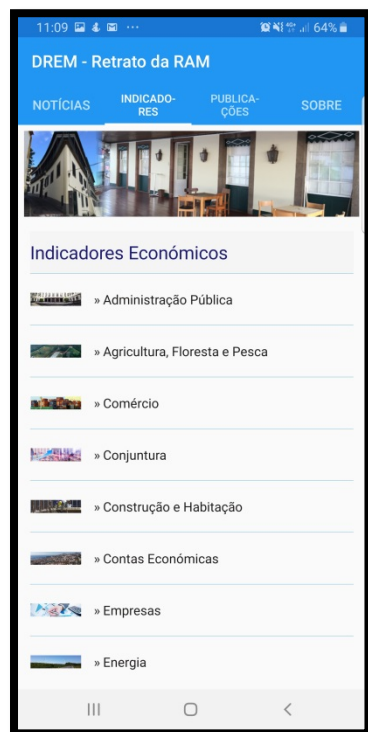 11:09 ... 64%
DREM - Retrato da RAM
NOTÍCIAS
INDICADO-
RES
PUBLICA-
ÇÕES
SOBRE
Indicadores Económicos
» Administração Pública
» Agricultura, Floresta e Pesca
» Comércio
» Conjuntura
» Construção e Habitação
» Contas Económicas
» Empresas
» Energia